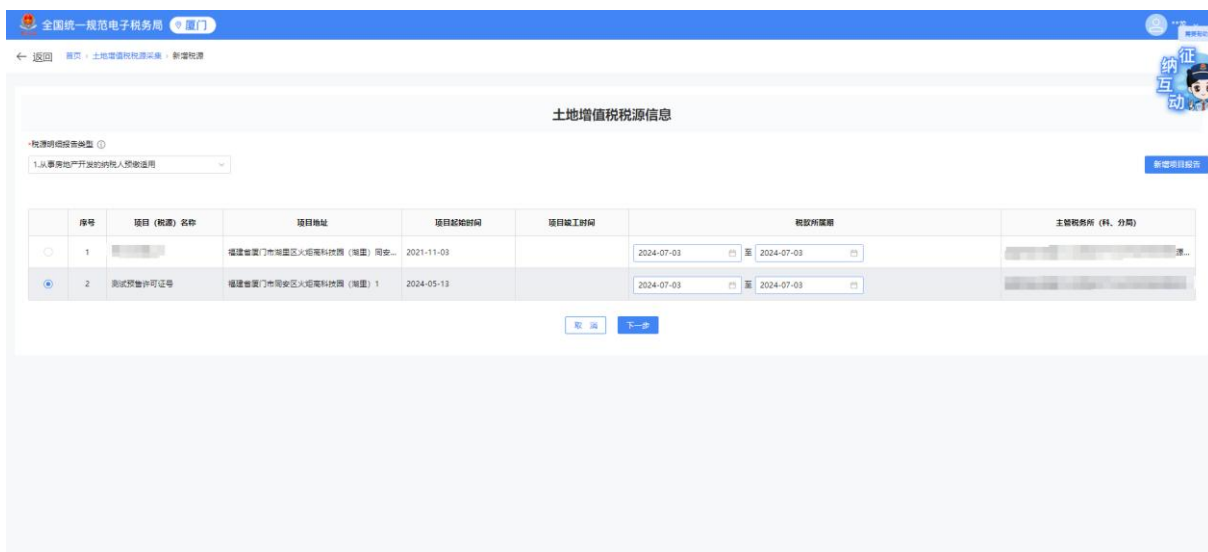 全国统一规范电子税务局 厦门
需要互动
← 返回 首页 > 土地增值税税源采集 > 新增税源
征纳互动
土地增值税税源信息
*税源明细报告类型
1.从事房地产开发的纳税人预缴适用
新增项目报告
序号 项目（税源）名称 项目地址 项目起始时间 项目竣工时间 税款所属期 主管税务所（科、分局）
1 福建省厦门市湖里区火炬高科技园（湖里）同安... 2021-11-03 2024-07-03 至 2024-07-03 源...
2 测试预售许可证号 福建省厦门市同安区火炬高科技园（湖里）1 2024-05-13 2024-07-03 至 2024-07-03
取 消 下一步